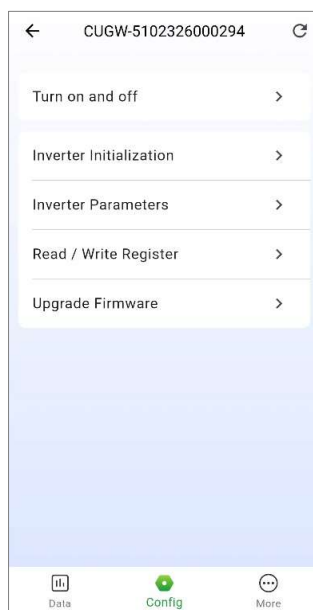 CUGW-5102326000294
Turn on and off
Inverter Initialization
Inverter Parameters
Read / Write Register
Upgrade Firmware
Data
Config
More